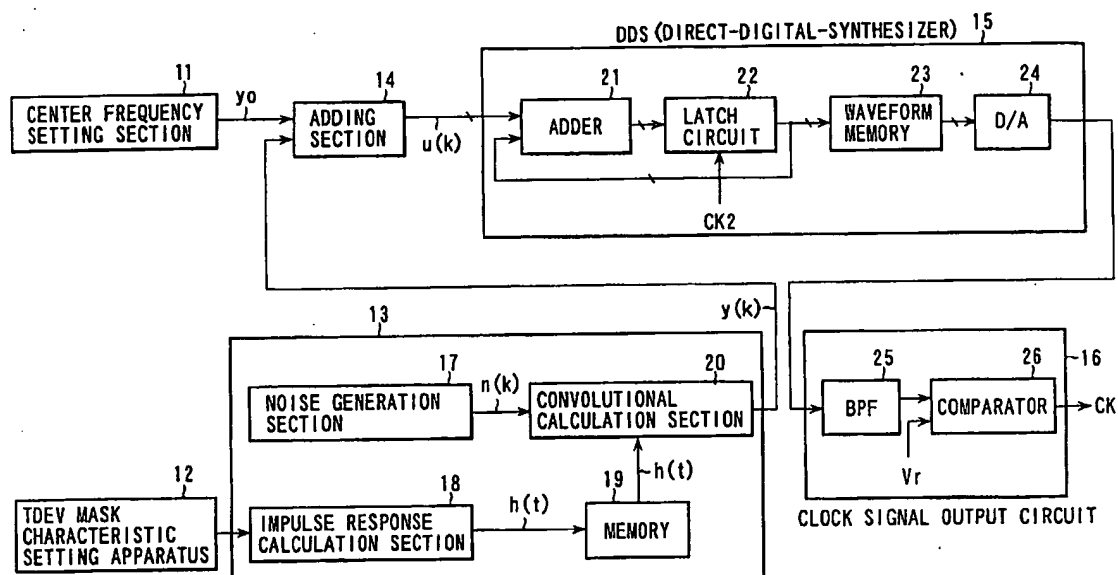 DDS (DIRECT-DIGITAL-SYNTHESIZER)
15
11
CENTER FREQUENCY
SETTING SECTION
yo
14
ADDING
SECTION
u(k)
21
ADDER
22
LATCH
CIRCUIT
CK2
23
WAVEFORM
MEMORY
24
D/A
y(k)
13
17
NOISE GENERATION
SECTION
n(k)
20
CONVOLUTIONAL
CALCULATION SECTION
h(t)
12
TDEV MASK
CHARACTERISTIC
SETTING APPARATUS
18
IMPULSE RESPONSE
CALCULATION SECTION
h(t)
19
MEMORY
16
25
BPF
26
COMPARATOR
CK
Vr
CLOCK SIGNAL OUTPUT CIRCUIT